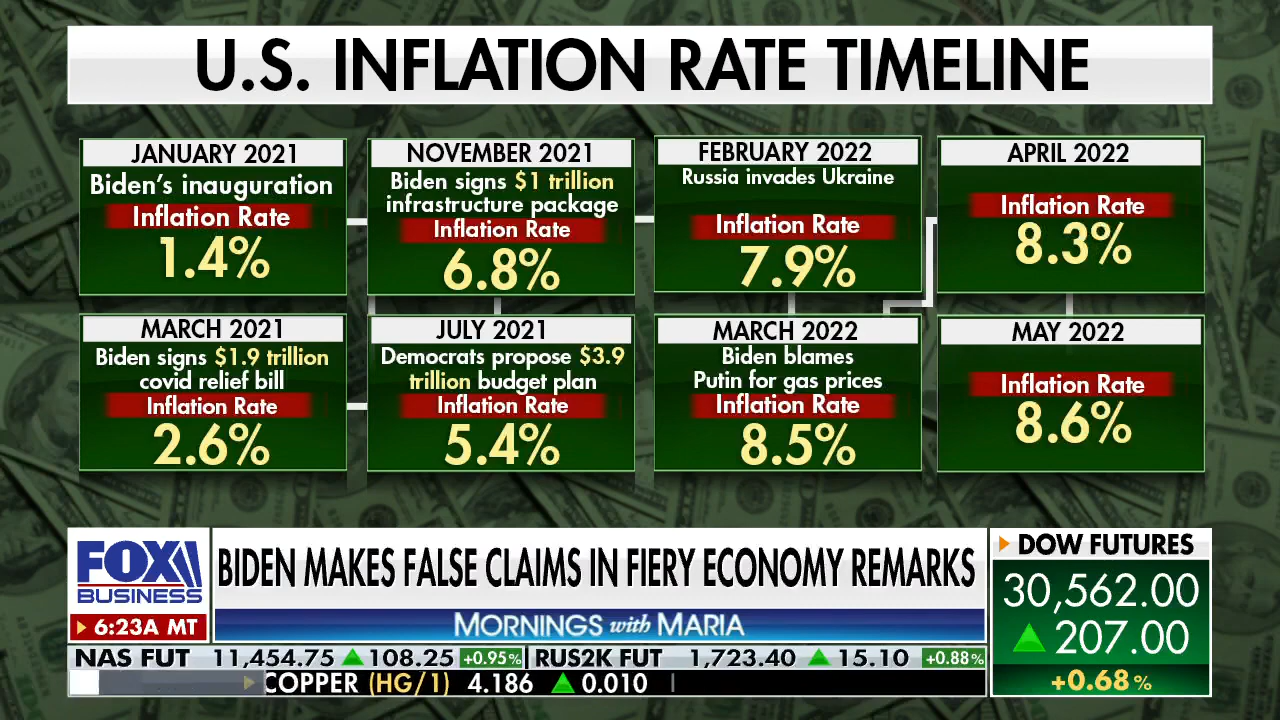 U.S. INFLATION RATE TIMELINE
JANUARY 2021
Biden's inauguration
Inflation Rate
1.4%
MARCH 2021
Biden signs $1.9 trillion
covid relief bill
Inflation Rate
2.6%
JULY 2021
Democrats propose $3.9
trillion budget plan
Inflation Rate
5.4%
NOVEMBER 2021
Biden signs $1 trillion
infrastructure package
Inflation Rate
6.8%
FEBRUARY 2022
Russia invades Ukraine
Inflation Rate
7.9%
MARCH 2022
Biden blames
Putin for gas prices
Inflation Rate
8.5%
APRIL 2022
Inflation Rate
8.3%
MAY 2022
Inflation Rate
8.6%
FOX
BUSINESS
6:23A MT
BIDEN MAKES FALSE CLAIMS IN FIERY ECONOMY REMARKS
MORNINGS with MARIA
DOW FUTURES
30,562.00
207.00
+0.68%
NAS FUT 11,454.75 108.25 +0.95% RUS2K FUT 1,723.40 15.10 +0.88%
COPPER (HG/1) 4.186 0.010